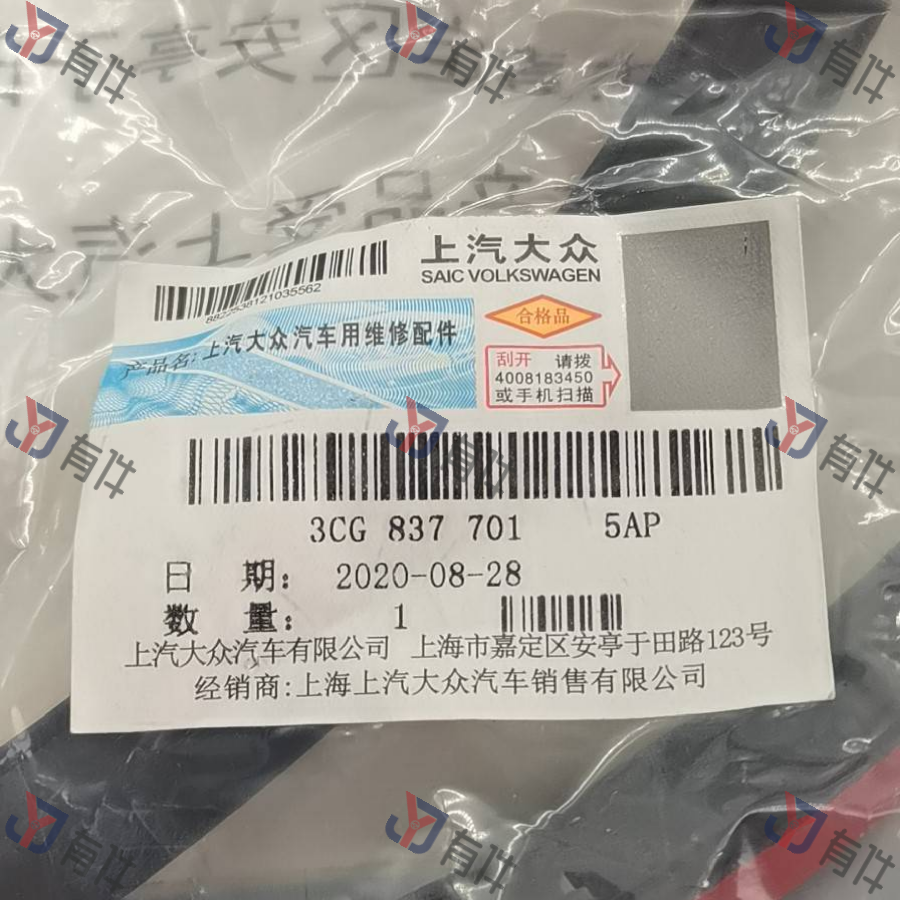 有件
有件
有件
上汽大众
SAIC VOLKSWAGEN
8822538121035562
合格品
产品名: 上汽大众汽车用维修配件
刮开 请拨
4008183450
或手机扫描
有件
有件
有件
3CG 837 701 5AP
日 期: 2020-08-28
数 量: 1
上汽大众汽车有限公司 上海市嘉定区安亭于田路123号
经销商:上海上汽大众汽车销售有限公司
有件
有件
有件